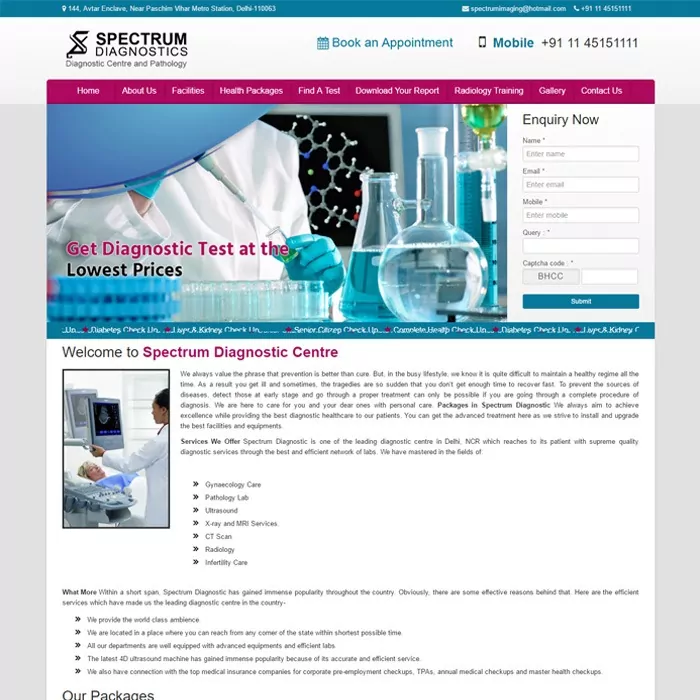 144, Avtar Enclave, Near Paschim Vihar Metro Station, Delhi-110063
spectrumimaging@hotmail.com +91 11 45151111
SPECTRUM
DIAGNOSTICS
Diagnostic Centre and Pathology
Book an Appointment
Mobile +91 11 45151111
Home About Us Facilities Health Packages Find A Test Download Your Report Radiology Training Gallery Contact Us
Get Diagnostic Test at the
Lowest Prices
Enquiry Now
Name *
Enter name
Email *
Enter email
Mobile *
Enter mobile
Query : *
Captcha code : *
BHCC
Submit
Diabetes Check Up Liver & Kidney Check Up Senior Citizen Check Up Complete Health Check Up Diabetes Check Up Liver & Kidney C
Welcome to Spectrum Diagnostic Centre
We always value the phrase that prevention is better than cure. But, in the busy lifestyle, we know it is quite difficult to maintain a healthy regime all the
time. As a result you get ill and sometimes, the tragedies are so sudden that you don't get enough time to recover fast. To prevent the sources of
diseases, detect those at early stage and go through a proper treatment can only be possible if you are going through a complete procedure of
diagnosis. We are here to care for you and your dear ones with personal care. Packages in Spectrum Diagnostic We always aim to achieve
excellence while providing the best diagnostic healthcare to our patients. You can get the advanced treatment here as we strive to install and upgrade
the best facilities and equipments.
Services We Offer Spectrum Diagnostic is one of the leading diagnostic centre in Delhi, NCR which reaches to its patient with supreme quality
diagnostic services through the best and efficient network of labs. We have mastered in the fields of:
Gynaecology Care
Pathology Lab
Ultrasound
X-ray and MRI Services.
CT Scan
Radiology
Infertility Care
What More Within a short span, Spectrum Diagnostic has gained immense popularity throughout the country. Obviously, there are some effective reasons behind that. Here are the efficient
services which have made us the leading diagnostic centre in the country-
We provide the world class ambience.
We are located in a place where you can reach from any corner of the state within shortest possible time.
All our departments are well equipped with advanced equipments and efficient labs.
The latest 4D ultrasound machine has gained immense popularity because of its accurate and efficient service.
We also have connection with the top medical insurance companies for corporate pre-employment checkups, TPAs, annual medical checkups and master health checkups.
Our Packages